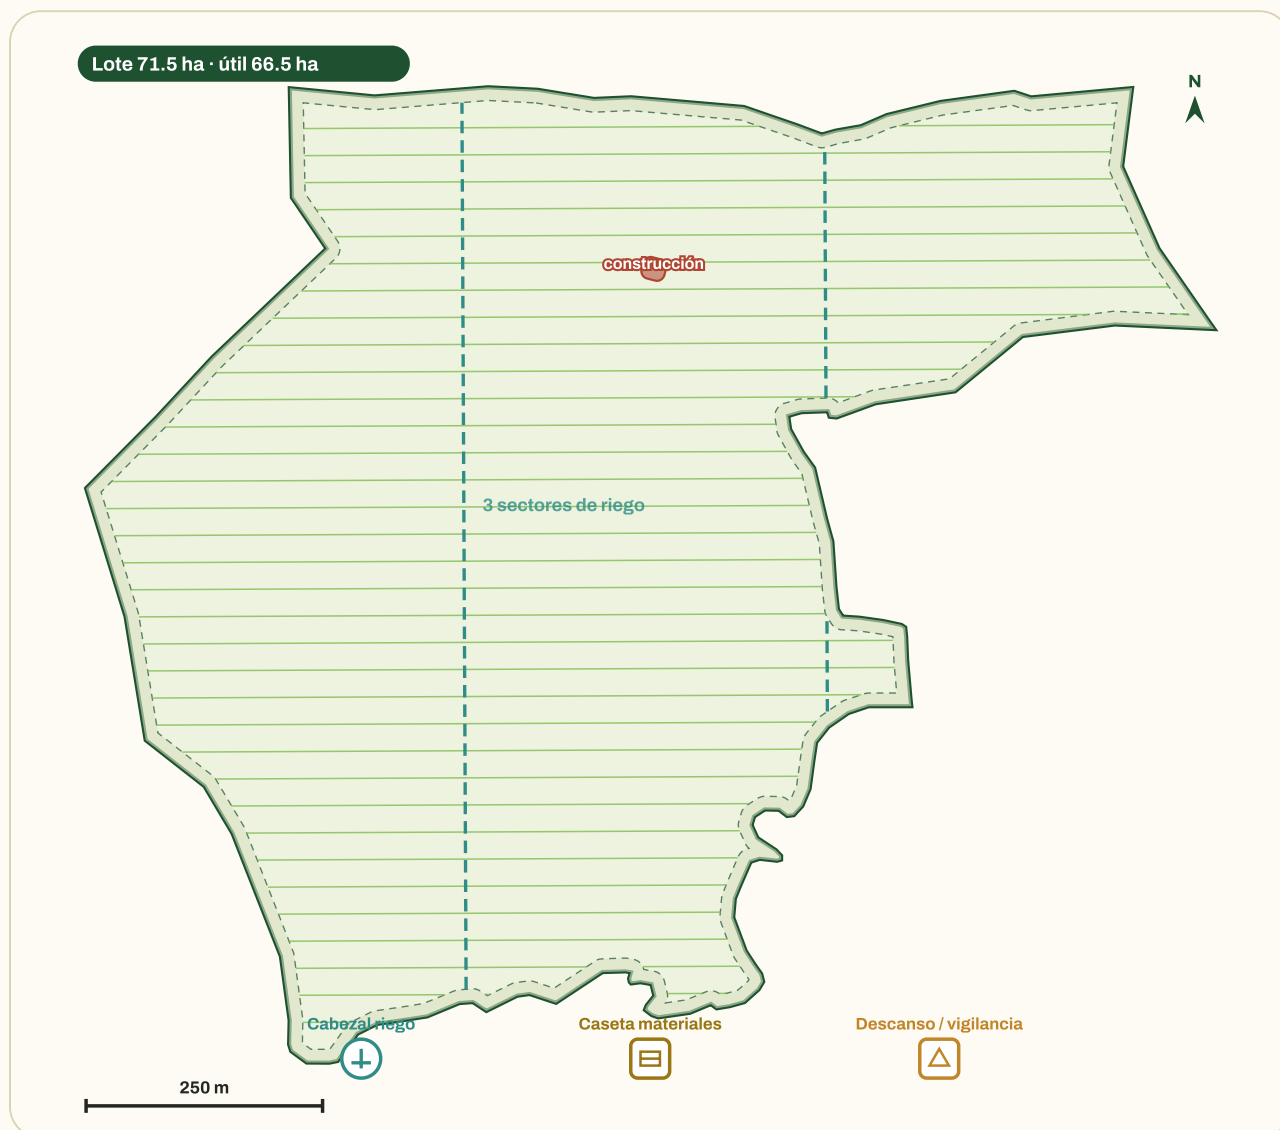 Lote 71.5 ha · útil 66.5 ha
N
construcción
3 sectores de riego
Cabezal riego
Caseta materiales
Descanso / vigilancia
250 m